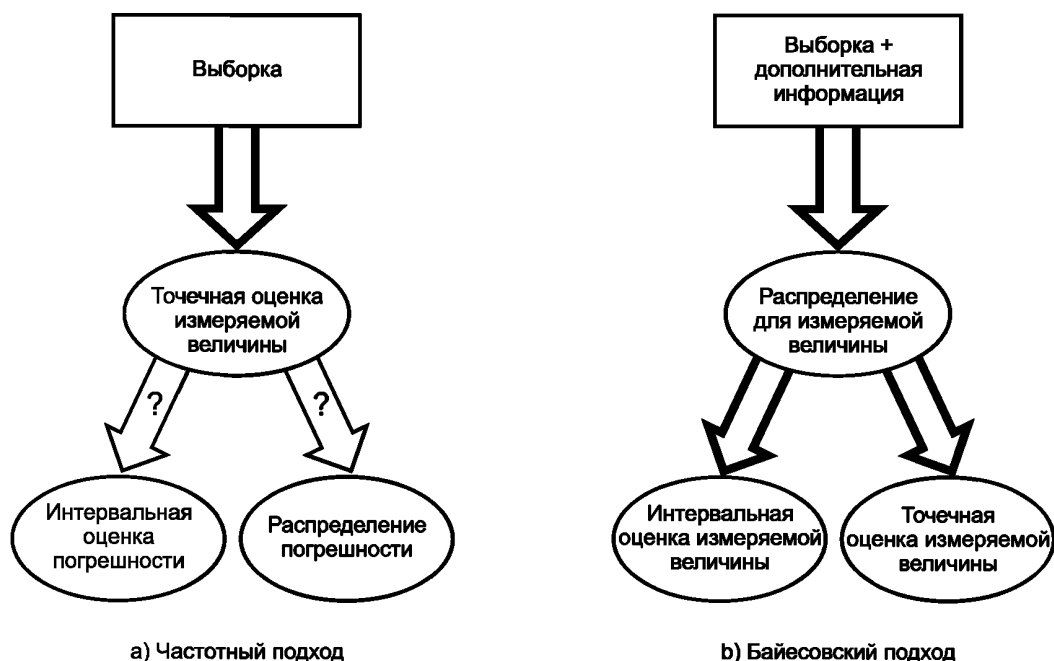 Выборка
Точечная оценка
измеряемой
величины
?
?
Интервальная
оценка
погрешности
Распределение
погрешности
a) Частотный подход
Выборка +
дополнительная
информация
Распределение
для измеряемой
величины
Интервальная
оценка измеряемой
величины
Точечная
оценка измеряемой
величины
b) Байесовский подход